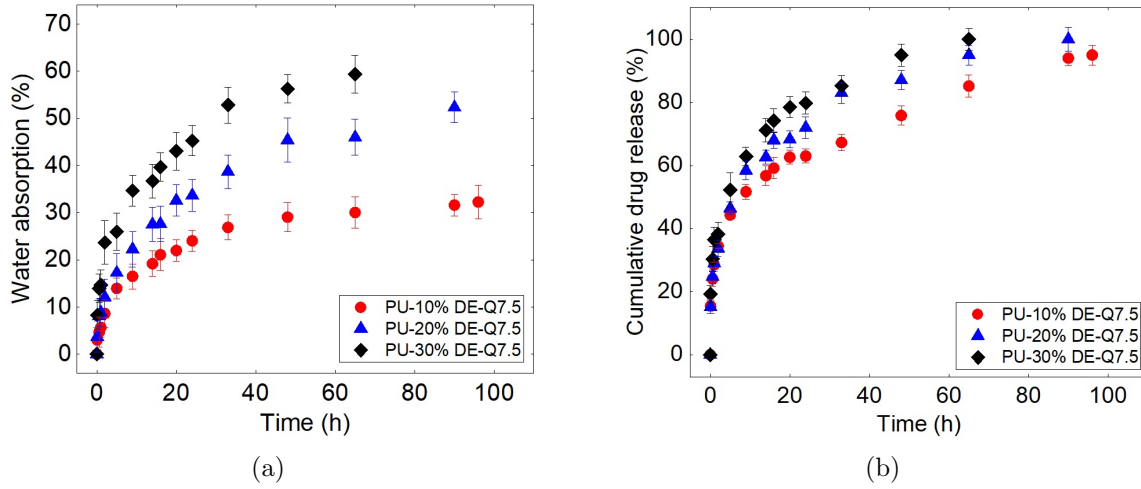 70
60
50
40
30
20
10
0
Water absorption (%)
PU-10% DE-Q7.5
PU-20% DE-Q7.5
PU-30% DE-Q7.5
0 20 40 60 80 100
Time (h)
(a)
100
80
60
40
20
0
Cumulative drug release (%)
PU-10% DE-Q7.5
PU-20% DE-Q7.5
PU-30% DE-Q7.5
0 20 40 60 80 100
Time (h)
(b)